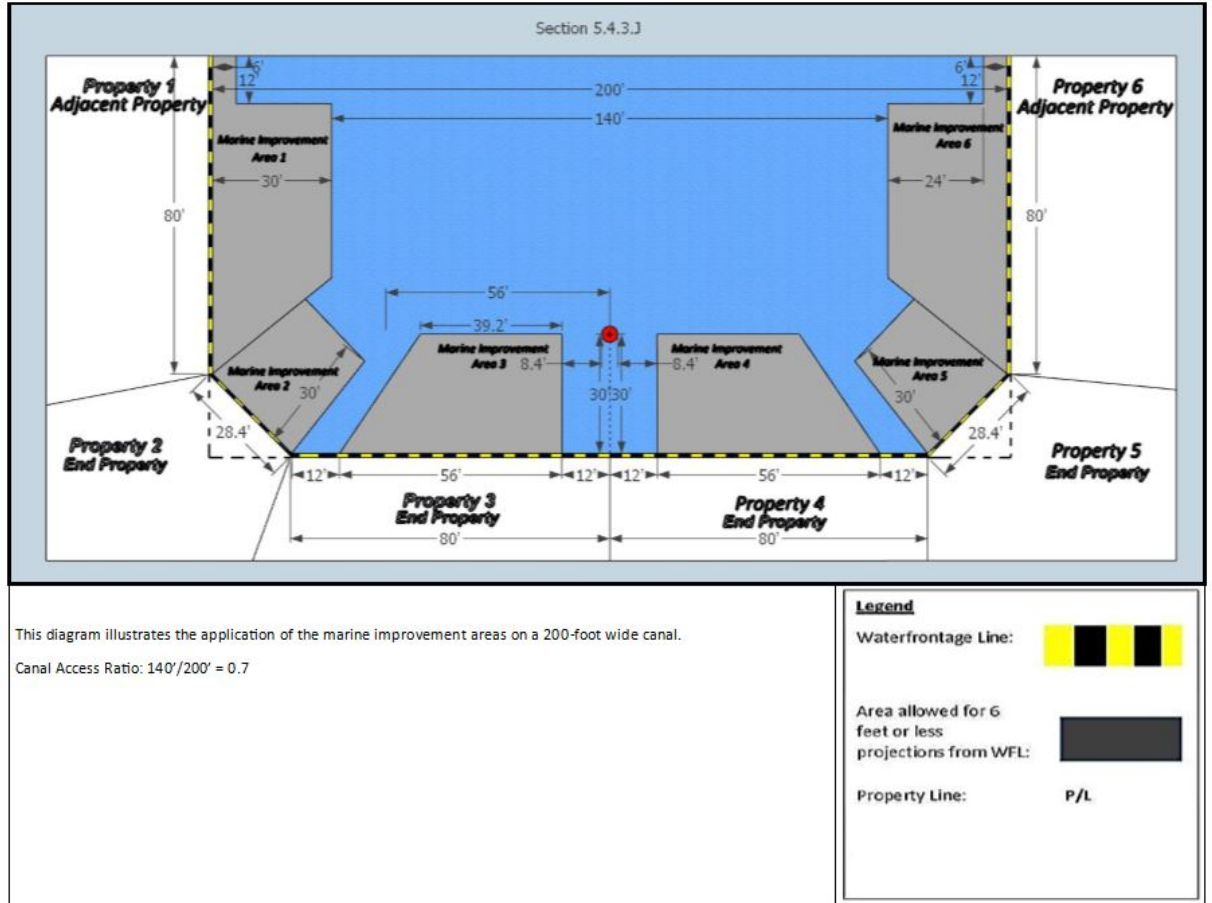 Section 5.4.3.J
6'
12'
6'
12'
Property 1
Adjacent Property
Property 6
Adjacent Property
200'
140'
Marine Improvement
Area 1
Marine Improvement
Area 6
30'
24'
80'
80'
56'
39.2'
Marine Improvement
Area 3
8.4'
8.4'
Marine Improvement
Area 4
Marine Improvement
Area 2
30'
Marine Improvement
Area 5
30'
30'
30'
28.4'
28.4'
Property 2
End Property
Property 5
End Property
12'
56'
12'
12'
56'
12'
Property 3
End Property
Property 4
End Property
80'
80'
This diagram illustrates the application of the marine improvement areas on a 200-foot wide canal.
Canal Access Ratio: 140'/200' = 0.7
Legend
Waterfrontage Line:
Area allowed for 6
feet or less
projections from WFL:
Property Line:
P/L